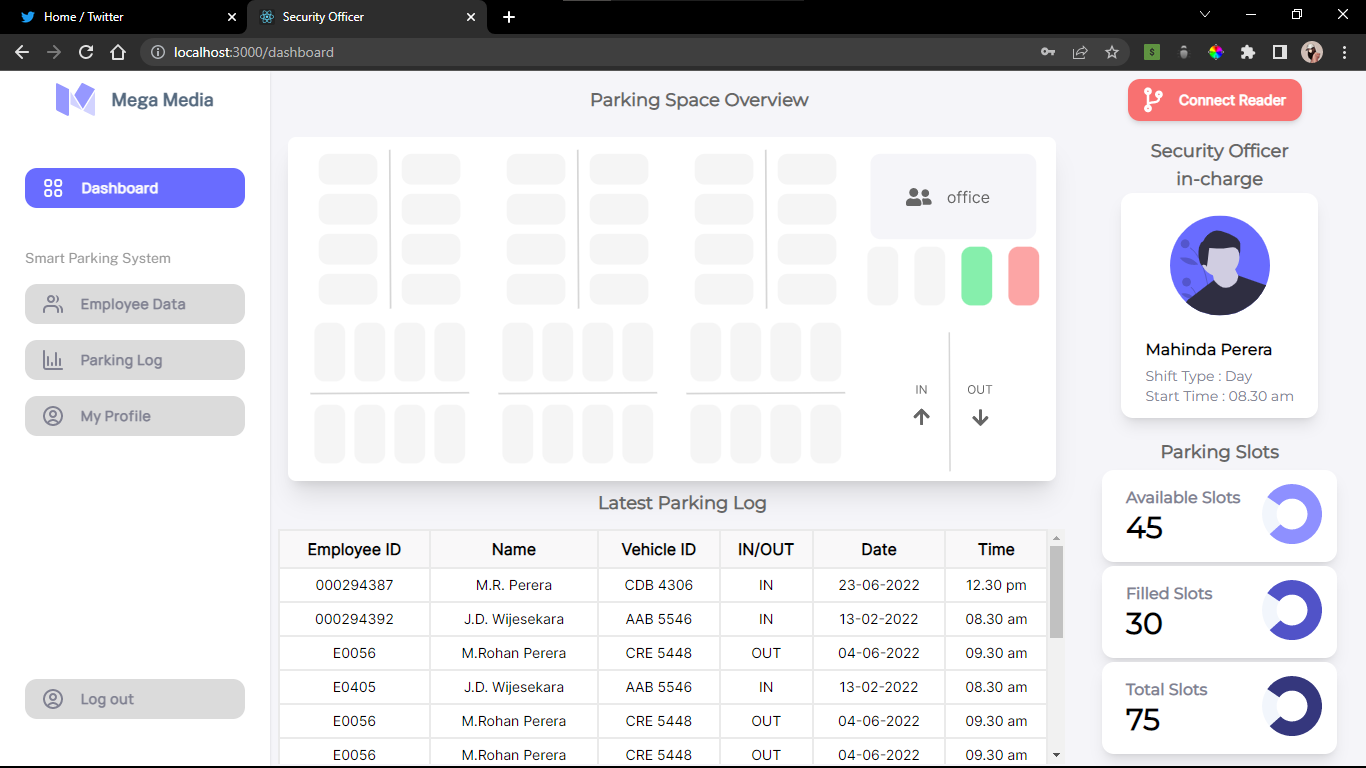 Home / Twitter
Security Officer
localhost:3000/dashboard
S
Mega Media
Dashboard
Smart Parking System
Employee Data
Parking Log
My Profile
Log out
Parking Space Overview
office
IN
OUT
Latest Parking Log
Employee ID Name Vehicle ID IN/OUT Date Time
000294387 M.R. Perera CDB 4306 IN 23-06-2022 12.30 pm
000294392 J.D. Wijesekara AAB 5546 IN 13-02-2022 08.30 am
E0056 M.Rohan Perera CRE 5448 OUT 04-06-2022 09.30 am
E0405 J.D. Wijesekara AAB 5546 IN 13-02-2022 08.30 am
E0056 M.Rohan Perera CRE 5448 OUT 04-06-2022 09.30 am
E0056 M.Rohan Perera CRE 5448 OUT 04-06-2022 09.30 am
Connect Reader
Security Officer
in-charge
Mahinda Perera
Shift Type : Day
Start Time : 08.30 am
Parking Slots
Available Slots
45
Filled Slots
30
Total Slots
75